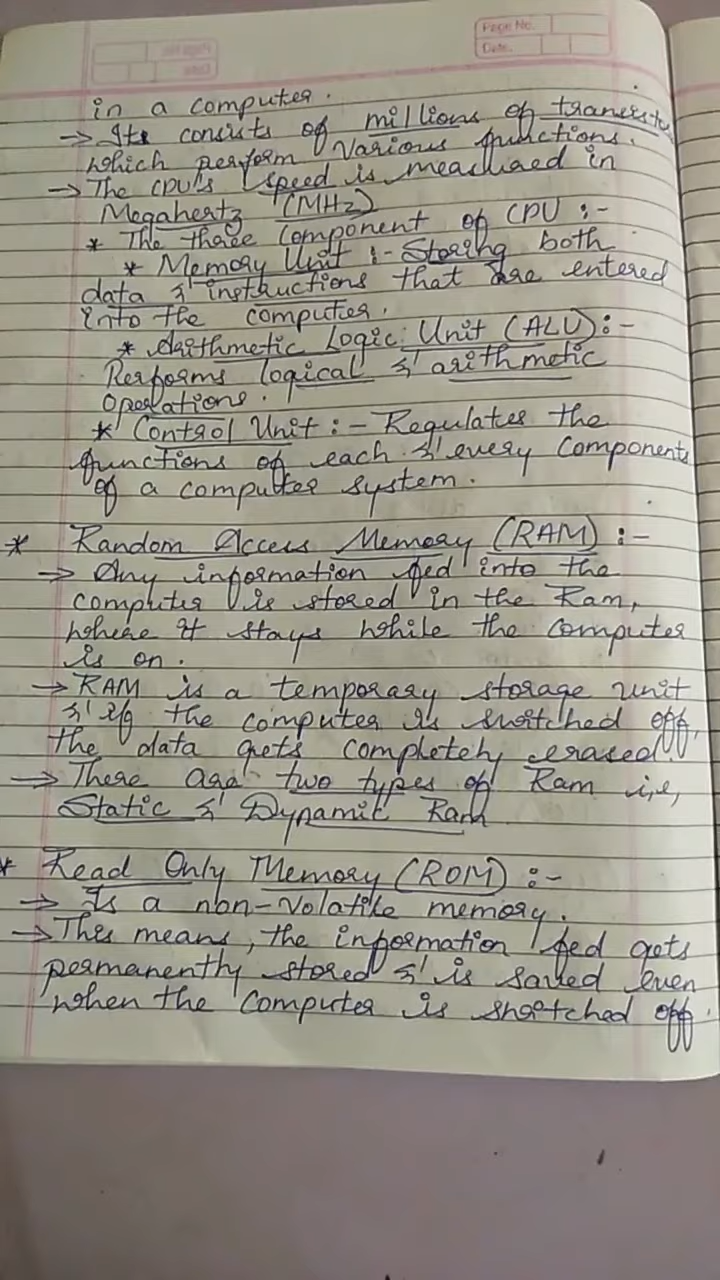 Page No.
Date.
in a computer.
→ Its consists of millions of transisto
which perform various functions.
→ The CPU's speed is measured in
Megahertz (MHz)
* The three component of CPU :-
* Memory Unit :- Storing both
data & instructions that are entered
into the computer.
* Arithmetic Logic Unit (ALU) :-
Performs logical & arithmetic
Operations.
* Control Unit :- Regulates the
functions of each & every components
of a computer system.
* Random Access Memory (RAM) :-
→ Any information fed into the
computer is stored in the Ram,
where it stays while the computer
is on.
→ RAM is a temporary storage unit
& if the computer is switched off,
the data gets completely erased.
→ There are two types of Ram i,e,
Static & Dynamic Ram
* Read Only Memory (ROM) :-
→ Is a non-volatile memory.
→ This means, the information fed gets
permanently stored & is saved even
when the computer is switched off.